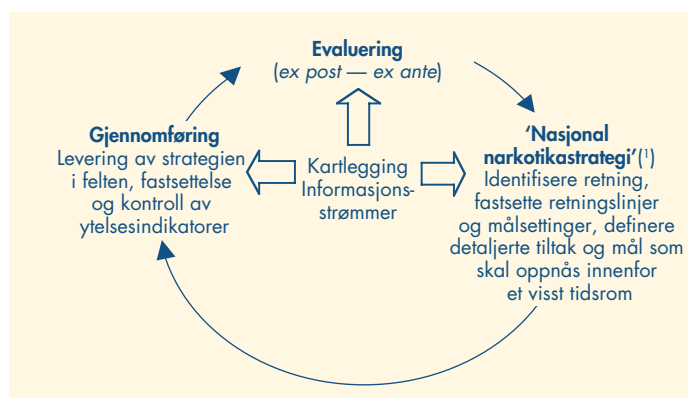 Evaluering
(ex post — ex ante)
Gjennomføring
Levering av strategien
i felten, fastsettelse
og kontroll av
ytelsesindikatorer
Kartlegging
Informasjons-
strømmer
‘Nasjonal
narkotikastrategi’(¹)
Identifisere retning,
fastsette retningslinjer
og målsettinger, definere
detaljerte tiltak og mål som
skal oppnås innenfor
et visst tidsrom